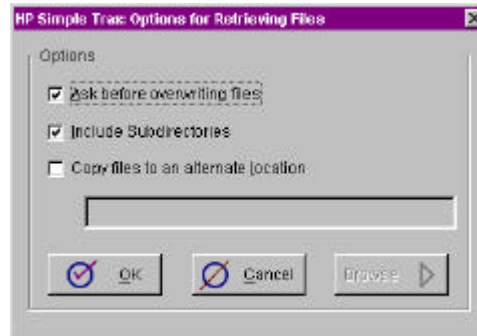 HP Simple Trax: Options for Retrieving Files
Options
Ask before overwriting files
Include Subdirectories
Copy files to an alternate location
OK
Cancel
Browse